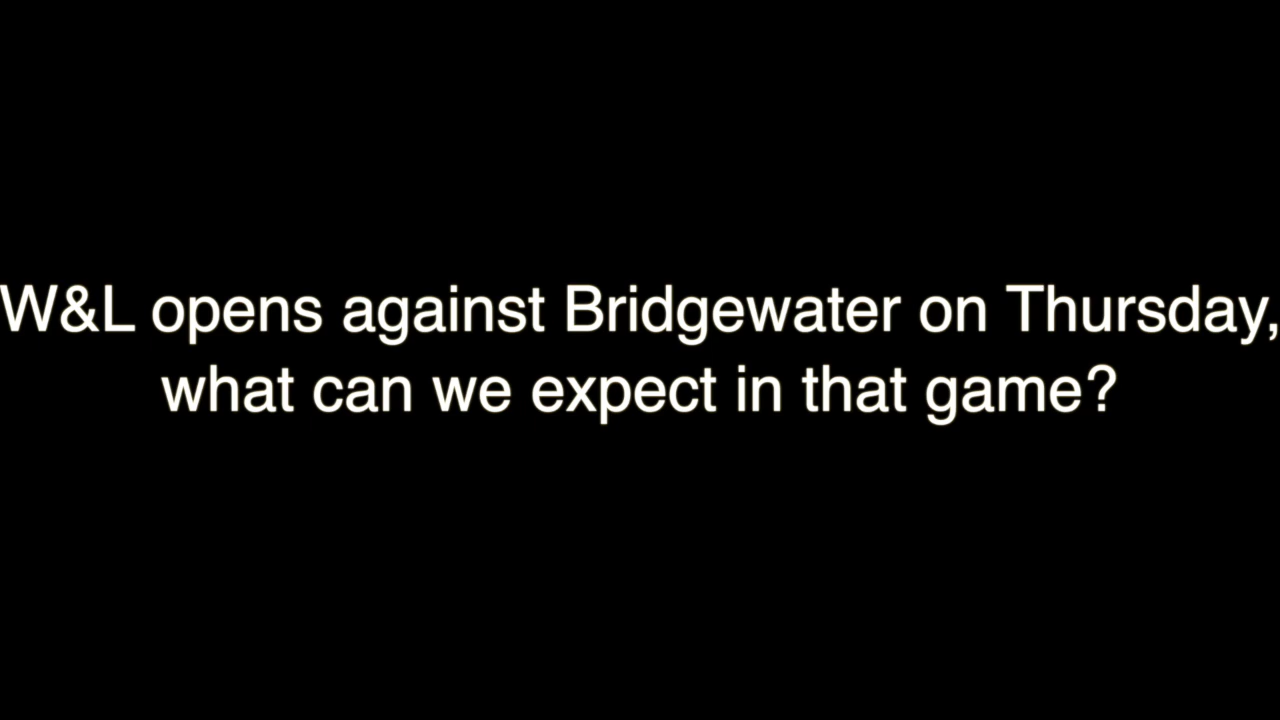 W&L opens against Bridgewater on Thursday,
what can we expect in that game?